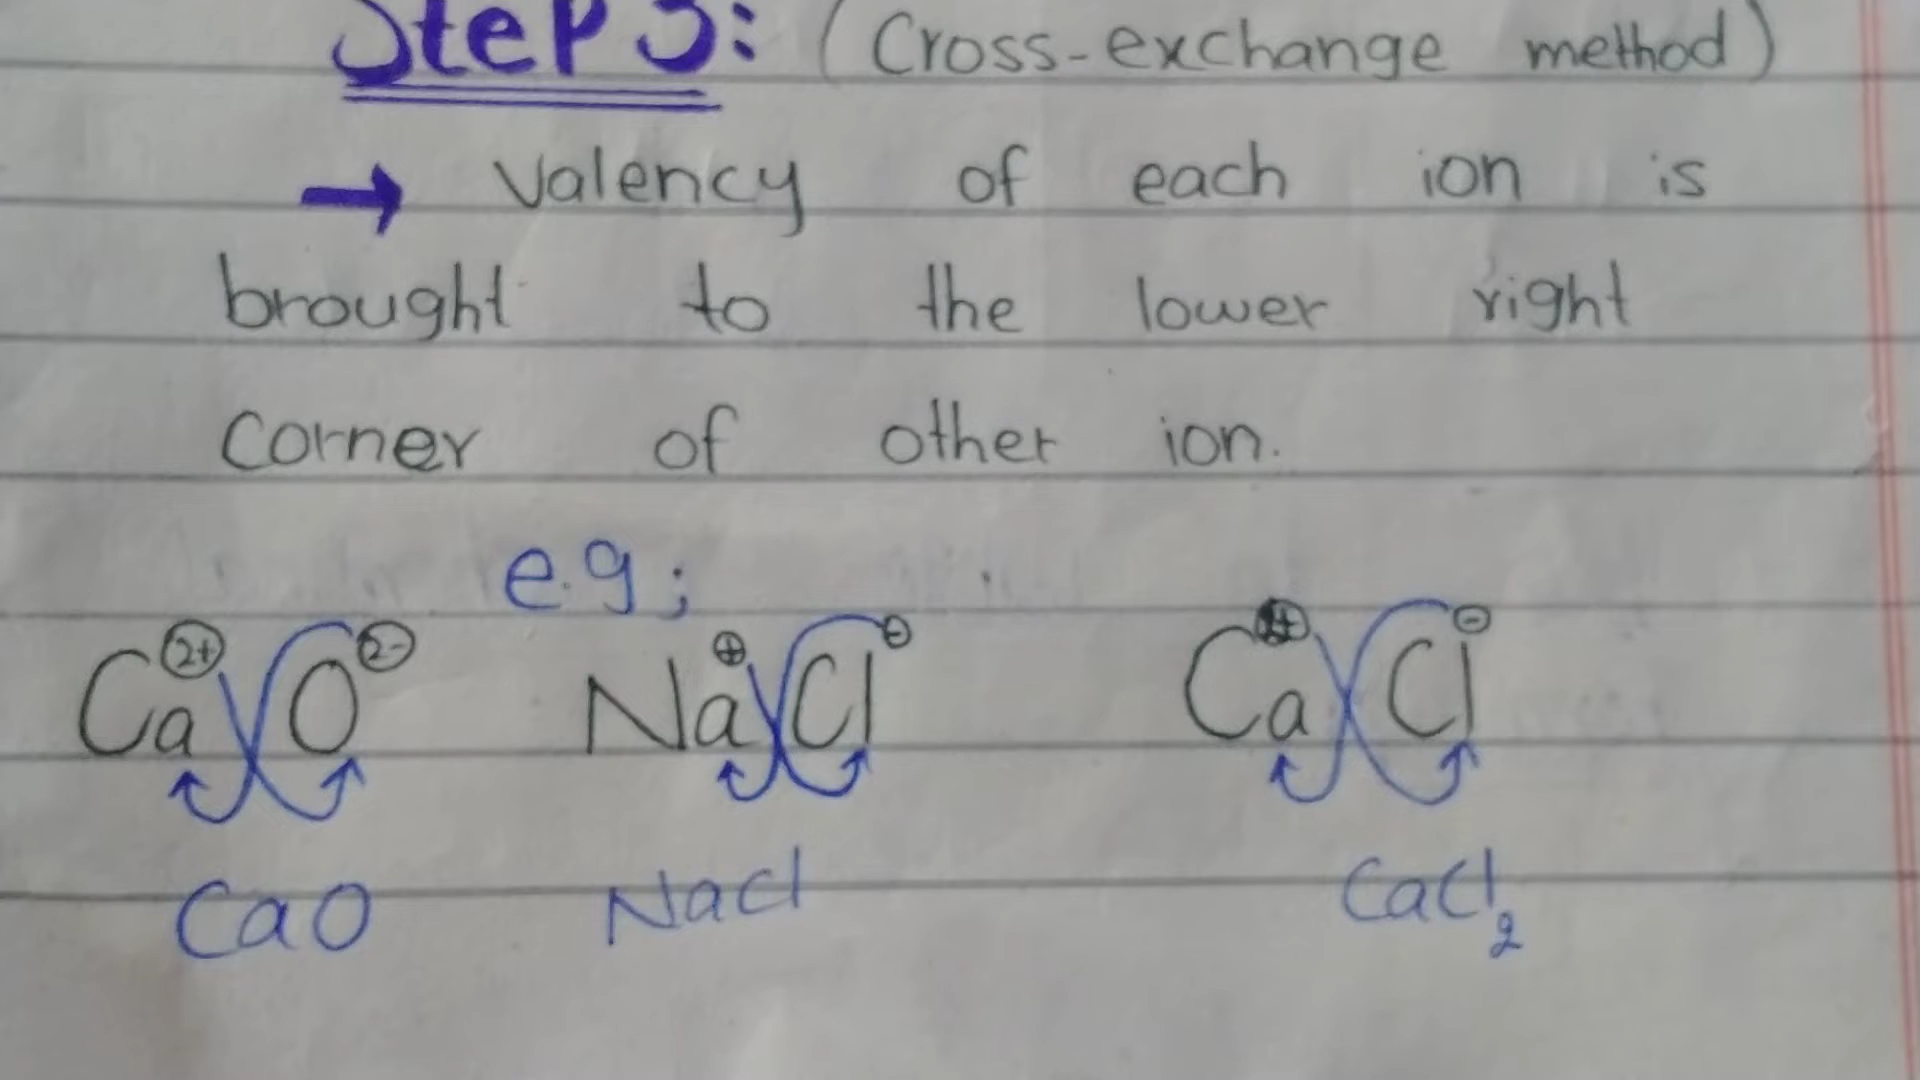 Step 3: (Cross-exchange method)
→ Valency of each ion is
brought to the lower right
corner of other ion.
e.g;
Ca²⁺ O²⁻ Na⁺ Cl⁻ Ca Cl⁻
CaO NaCl CaCl₂